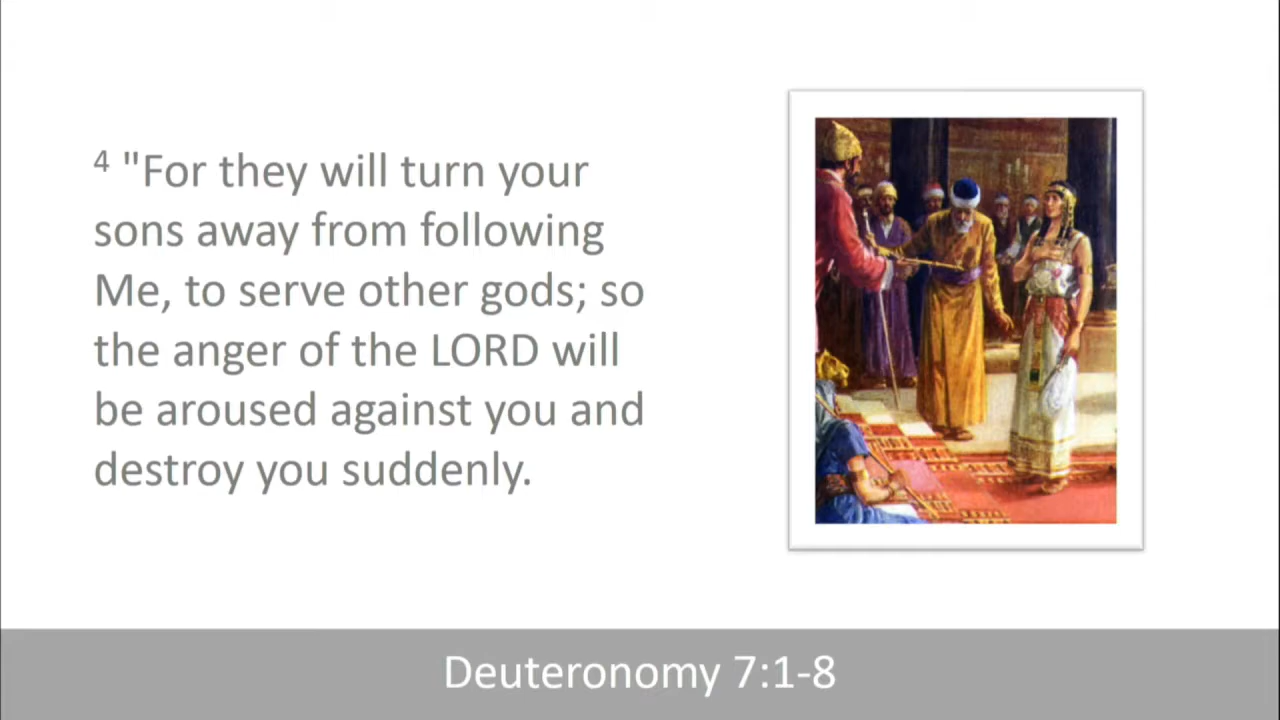 4 "For they will turn your
sons away from following
Me, to serve other gods; so
the anger of the LORD will
be aroused against you and
destroy you suddenly.
Deuteronomy 7:1-8